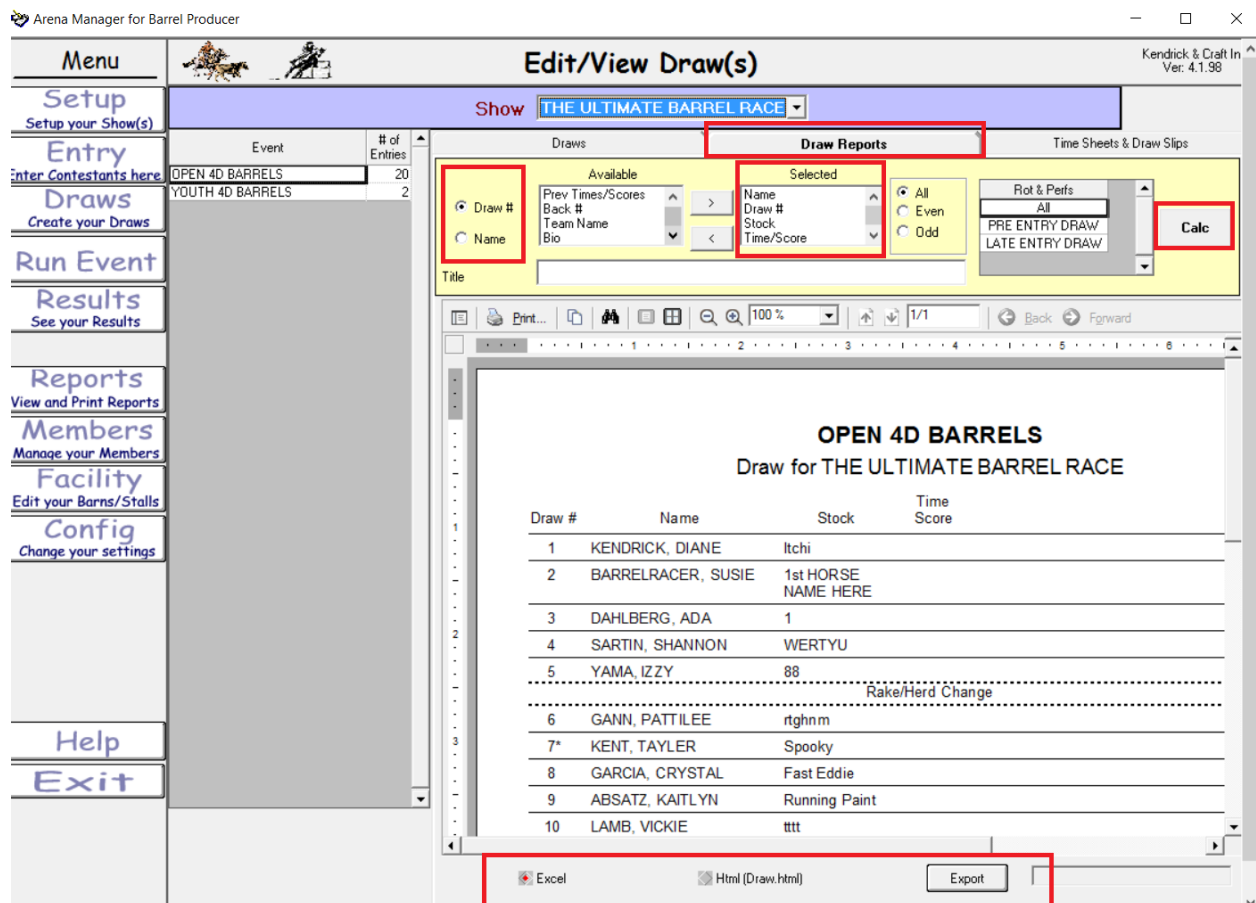 Arena Manager for Barrel Producer
Menu
Edit/View Draw(s)
Kendrick & Craft In
Ver: 4.1.98
Setup
Setup your Show(s)
Entry
Enter Contestants here
Draws
Create your Draws
Run Event
Results
See your Results
Reports
View and Print Reports
Members
Manage your Members
Facility
Edit your Barns/Stalls
Config
Change your settings
Help
Exit
Show THE ULTIMATE BARREL RACE
Event # of Entries
OPEN 4D BARRELS 20
YOUTH 4D BARRELS 2
Draws Draw Reports Time Sheets & Draw Slips
Draw #
Name
Available
Prev Times/Scores
Back #
Team Name
Bio
>
<
Selected
Name
Draw #
Stock
Time/Score
All
Even
Odd
Rot & Perfs
All
PRE ENTRY DRAW
LATE ENTRY DRAW
Calc
Title
Print... 100 % 1/1 Back Forward
1 2 3 4 5 6
1
2
3
OPEN 4D BARRELS
Draw for THE ULTIMATE BARREL RACE
Draw # Name Stock Time Score
1 KENDRICK, DIANE Itchi
2 BARRELRACER, SUSIE 1st HORSE
NAME HERE
3 DAHLBERG, ADA 1
4 SARTIN, SHANNON WERTYU
5 YAMA, IZZY 88
Rake/Herd Change
6 GANN, PATTILEE rtghnm
7* KENT, TAYLER Spooky
8 GARCIA, CRYSTAL Fast Eddie
9 ABSATZ, KAITLYN Running Paint
10 LAMB, VICKIE tttt
Excel Html (Draw.html) Export